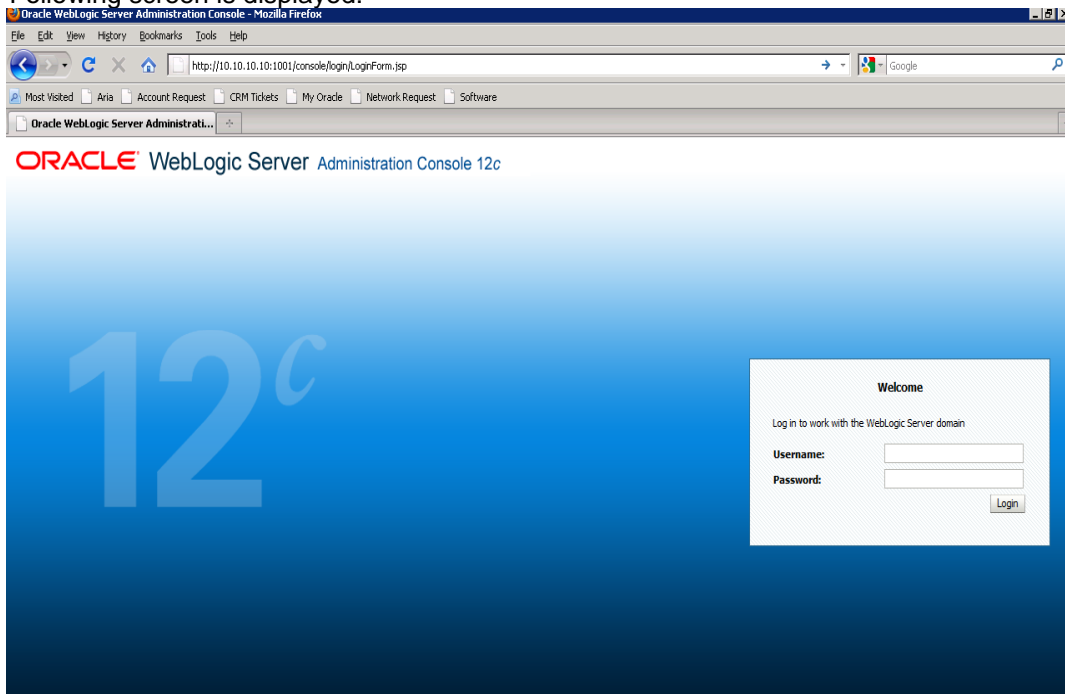 Following screen is displayed.
Oracle WebLogic Server Administration Console - Mozilla Firefox
File Edit View History Bookmarks Tools Help
http://10.10.10.10:1001/console/login/LoginForm.jsp
Google
Most Visited Aria Account Request CRM Tickets My Oracle Network Request Software
Oracle WebLogic Server Administrati...
ORACLE WebLogic Server Administration Console 12c
12c
Welcome
Log in to work with the WebLogic Server domain
Username:
Password:
Login